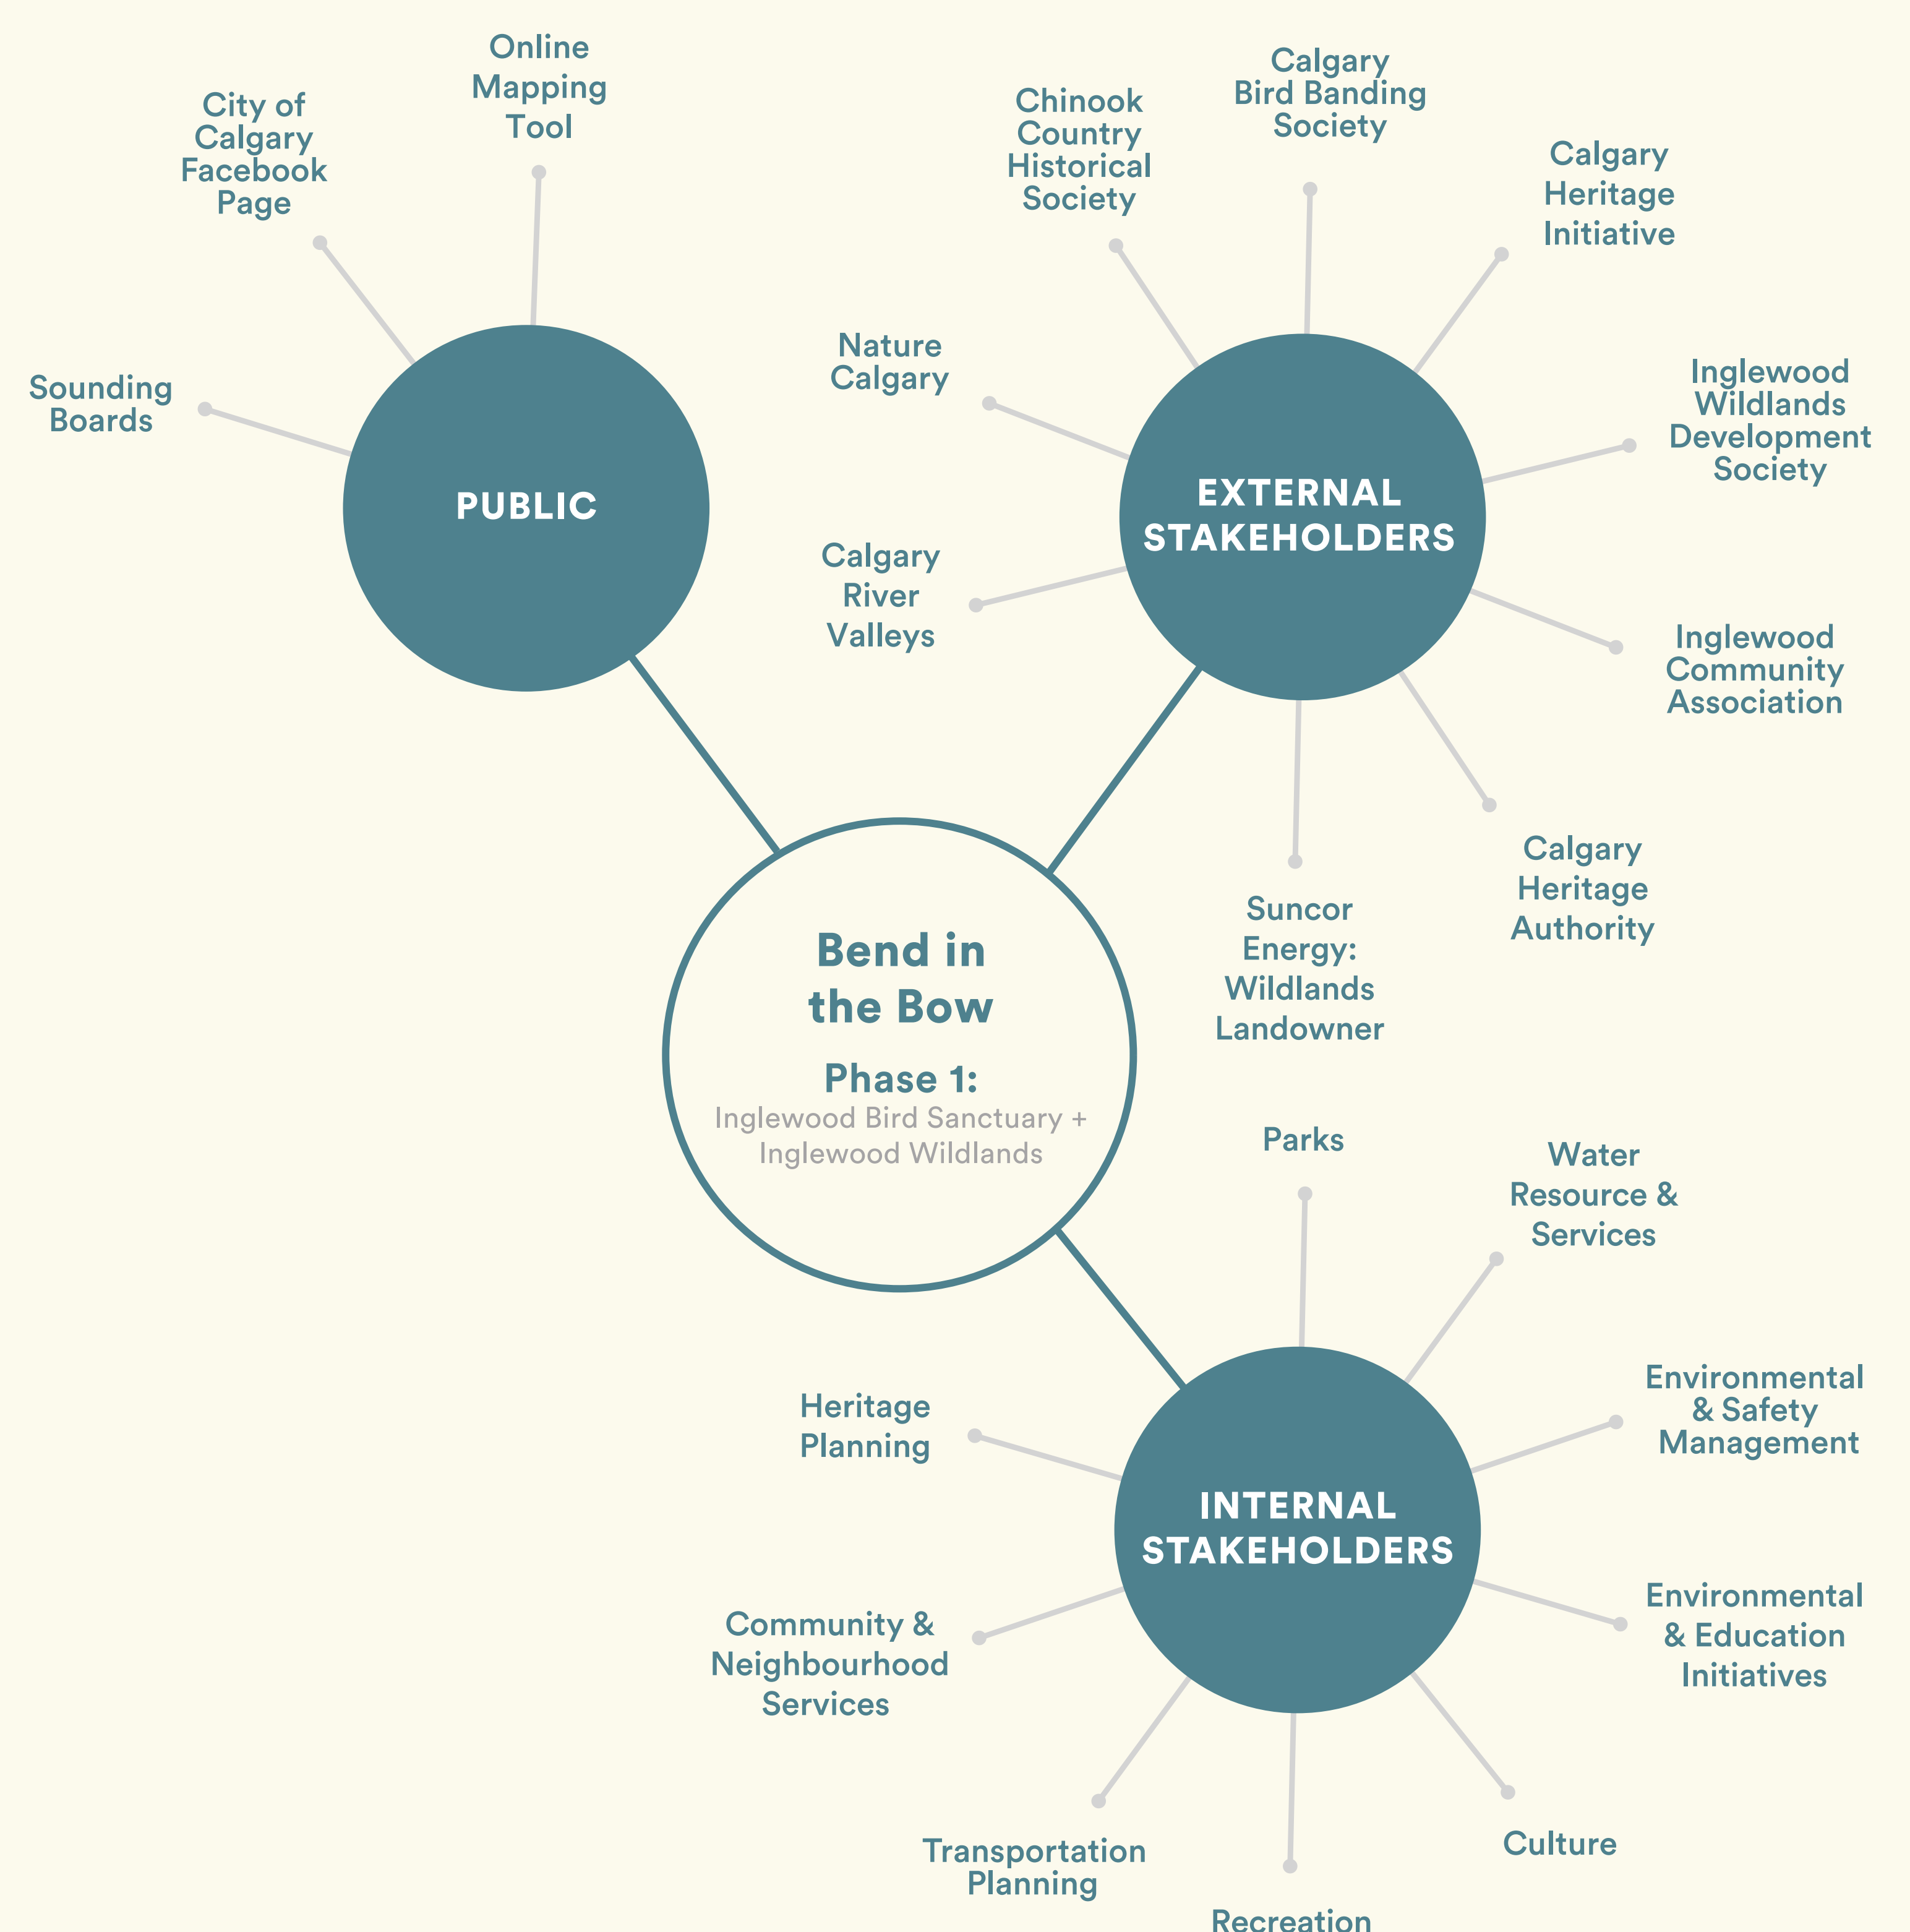 Online
Mapping
Tool
City of
Calgary
Facebook
Page
Sounding
Boards
PUBLIC
Chinook
Country
Historical
Society
Calgary
Bird Banding
Society
Calgary
Heritage
Initiative
Nature
Calgary
Inglewood
Wildlands
Development
Society
EXTERNAL
STAKEHOLDERS
Calgary
River
Valleys
Inglewood
Community
Association
Calgary
Heritage
Authority
Suncor
Energy:
Wildlands
Landowner
Bend in
the Bow
Phase 1:
Inglewood Bird Sanctuary +
Inglewood Wildlands
Parks
Water
Resource &
Services
Heritage
Planning
Environmental
& Safety
Management
INTERNAL
STAKEHOLDERS
Community &
Neighbourhood
Services
Environmental
& Education
Initiatives
Transportation
Planning
Culture
Recreation